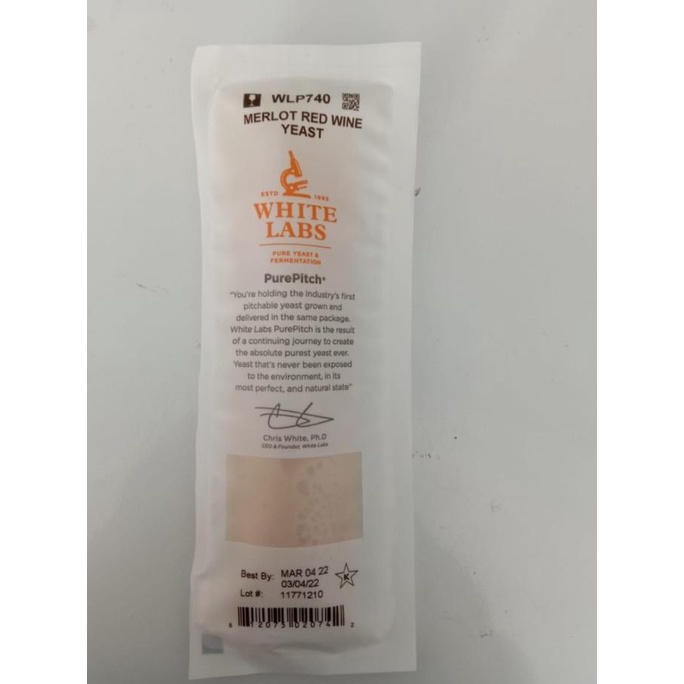 WLP740
MERLOT RED WINE
YEAST
ESTD 1995
WHITE
LABS
PURE YEAST &
FERMENTATION
PurePitch®
"You're holding the industry's first
pitchable yeast grown and
delivered in the same package.
White Labs PurePitch is the result
of a continuing journey to create
the absolute purest yeast ever.
Yeast that's never been exposed
to the environment, in its
most perfect, and natural state"
Chris White, Ph.D
CEO & Founder, White Labs
Best By: MAR 04 22
03/04/22
K
Lot #: 11771210
6 12073 02074 2